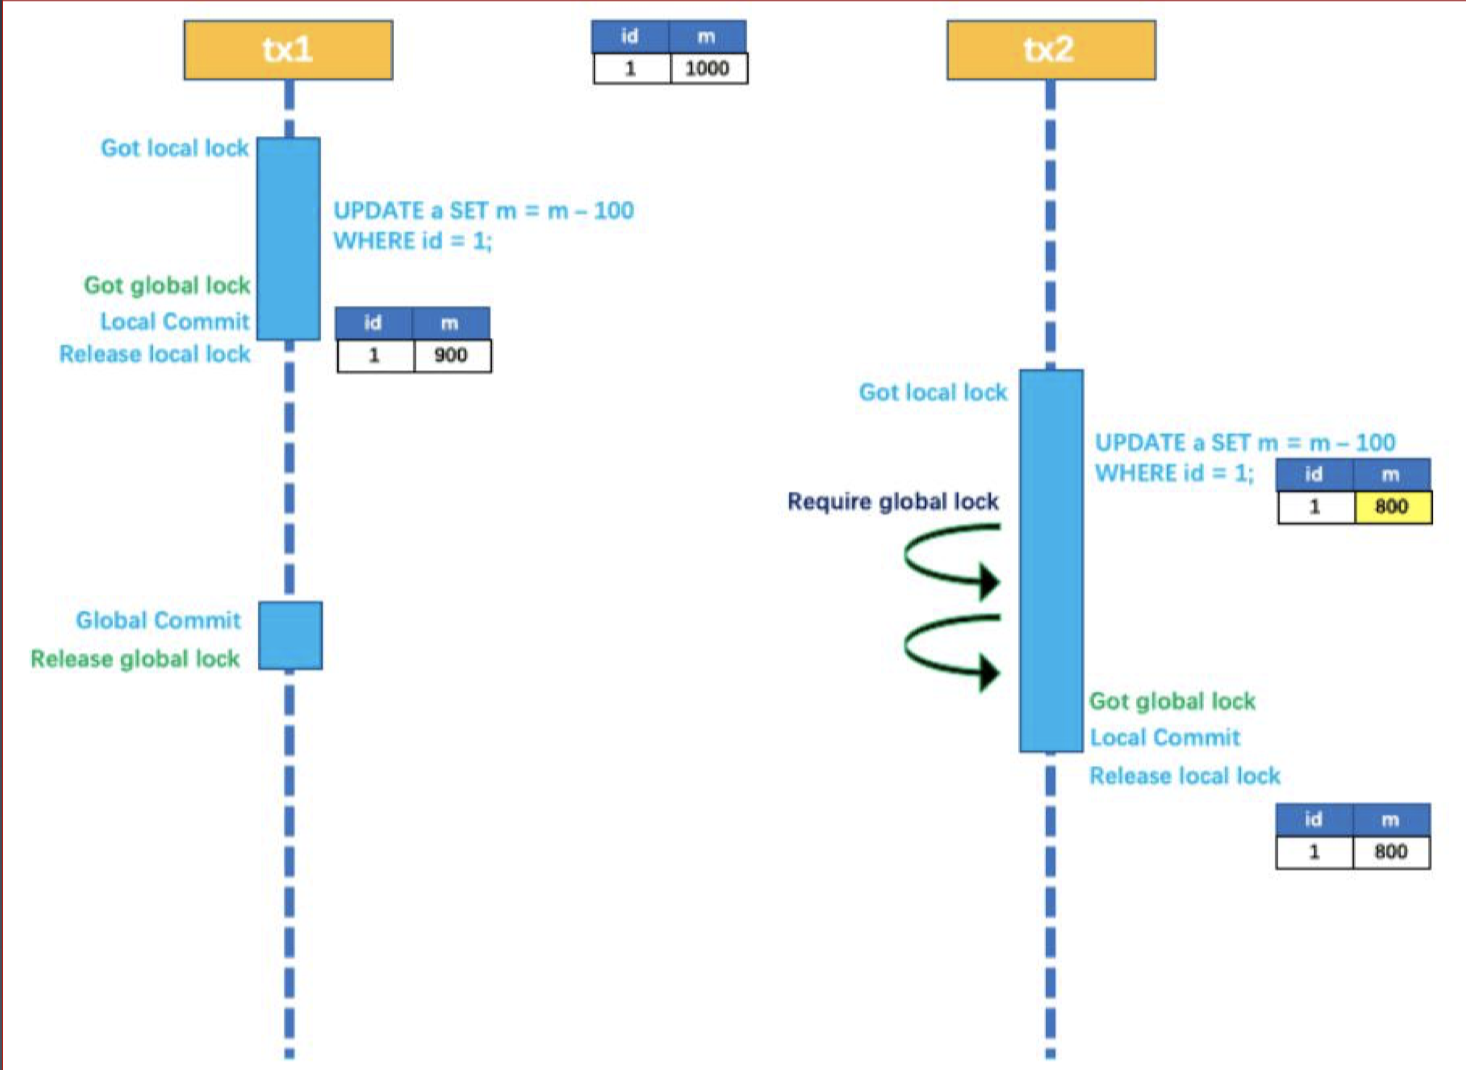 tx1
id m
1 1000
tx2
Got local lock
UPDATE a SET m = m – 100
WHERE id = 1;
Got global lock
Local Commit
Release local lock
id m
1 900
Got local lock
UPDATE a SET m = m – 100
WHERE id = 1;
id m
1 800
Require global lock
Global Commit
Release global lock
Got global lock
Local Commit
Release local lock
id m
1 800